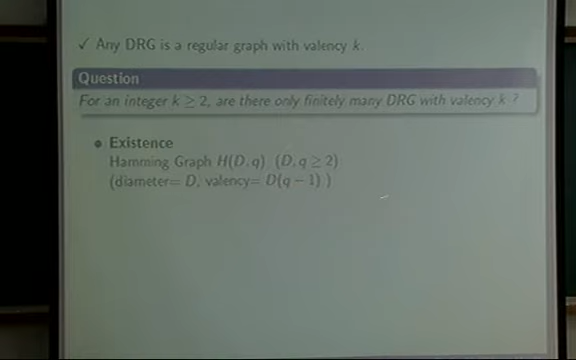 ✓ Any DRG is a regular graph with valency k.
Question
For an integer k ≥ 2, are there only finitely many DRG with valency k ?
• Existence
Hamming Graph H(D, q) (D, q ≥ 2)
(diameter= D, valency= D(q − 1) )